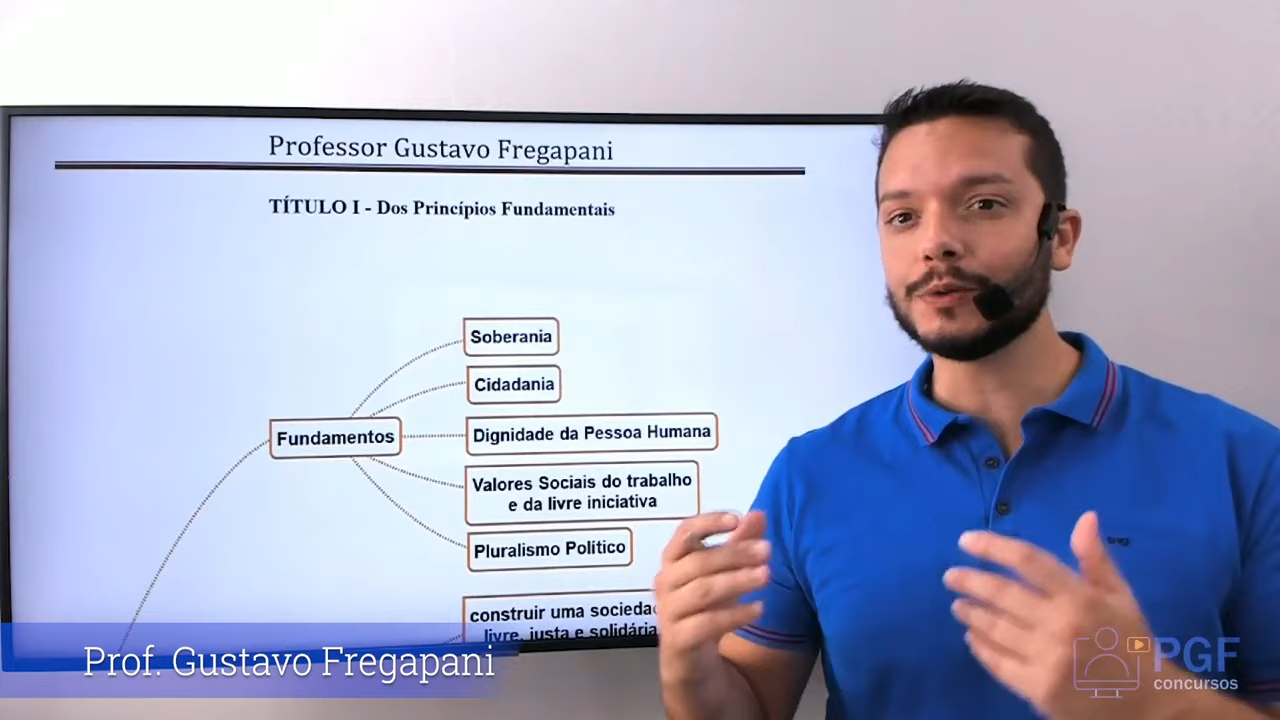 Professor Gustavo Fregapani
TÍTULO I - Dos Princípios Fundamentais
Soberania
Cidadania
Fundamentos
Dignidade da Pessoa Humana
Valores Sociais do trabalho
e da livre iniciativa
Pluralismo Político
construir uma socieda
livre, justa e solidária
Prof. Gustavo Fregapani
PGF
concursos